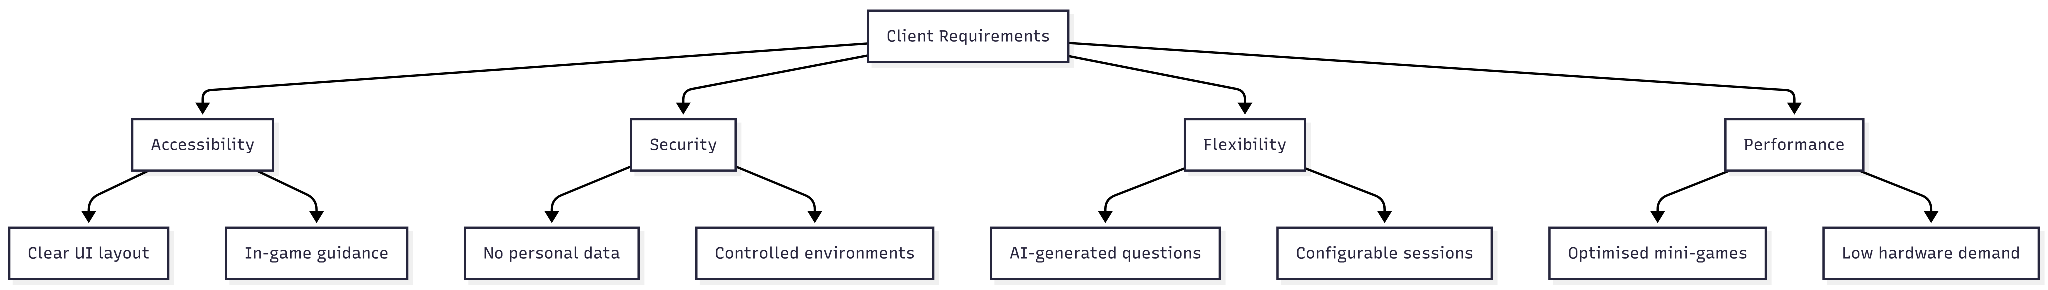 Client Requirements
Accessibility
Security
Flexibility
Performance
Clear UI layout
In-game guidance
No personal data
Controlled environments
AI-generated questions
Configurable sessions
Optimised mini-games
Low hardware demand